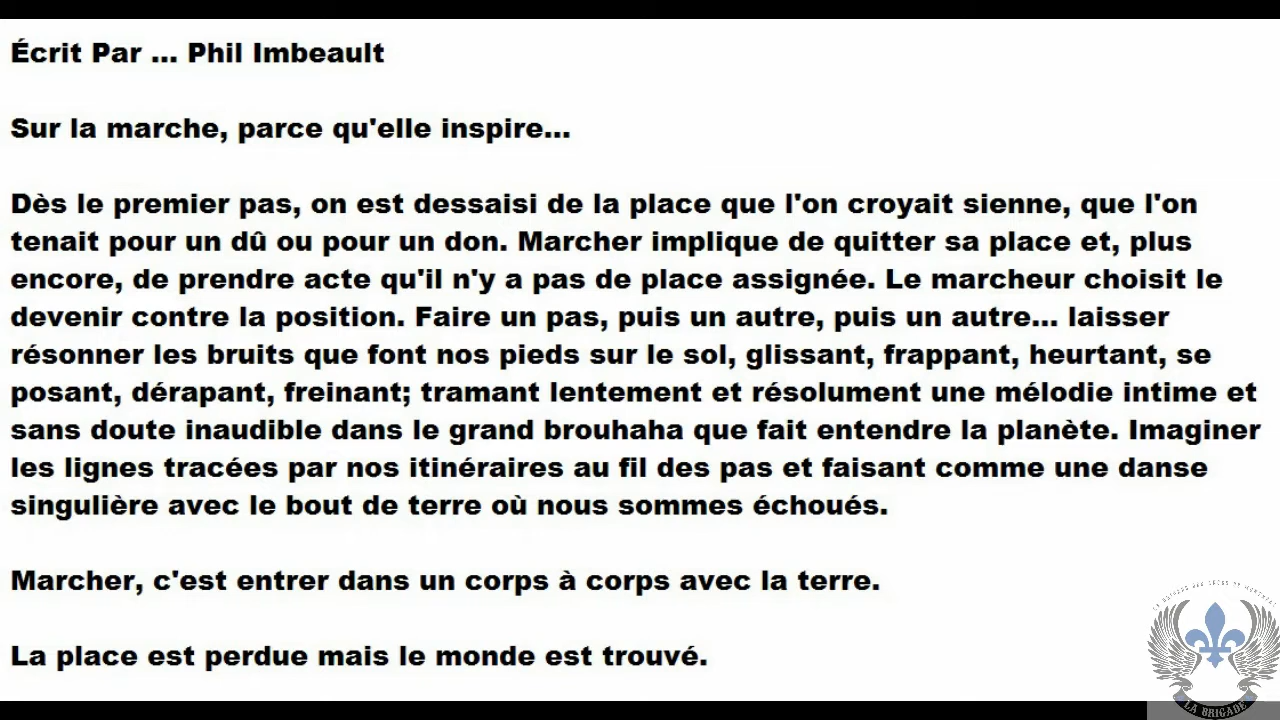 Écrit Par ... Phil Imbeault
Sur la marche, parce qu'elle inspire...
Dès le premier pas, on est dessaisi de la place que l'on croyait sienne, que l'on
tenait pour un dû ou pour un don. Marcher implique de quitter sa place et, plus
encore, de prendre acte qu'il n'y a pas de place assignée. Le marcheur choisit le
devenir contre la position. Faire un pas, puis un autre, puis un autre... laisser
résonner les bruits que font nos pieds sur le sol, glissant, frappant, heurtant, se
posant, dérapant, freinant; tramant lentement et résolument une mélodie intime et
sans doute inaudible dans le grand brouhaha que fait entendre la planète. Imaginer
les lignes tracées par nos itinéraires au fil des pas et faisant comme une danse
singulière avec le bout de terre où nous sommes échoués.
Marcher, c'est entrer dans un corps à corps avec la terre.
La place est perdue mais le monde est trouvé.
LA BRIGADE